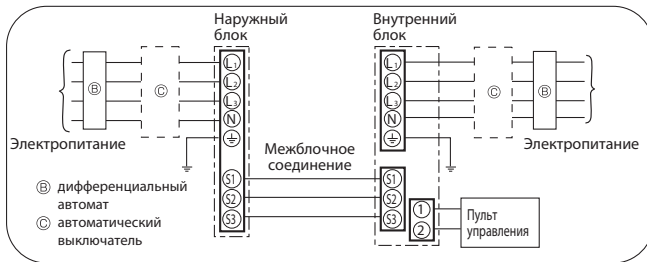 Наружный
блок
Внутренний
блок
L1
L2
L3
N
S1
S2
S3
L1
L2
L3
N
S1
S2
S3
1
2
B
C
C
B
Электропитание
Электропитание
Межблочное
соединение
Пульт
управления
B дифференциальный
автомат
C автоматический
выключатель